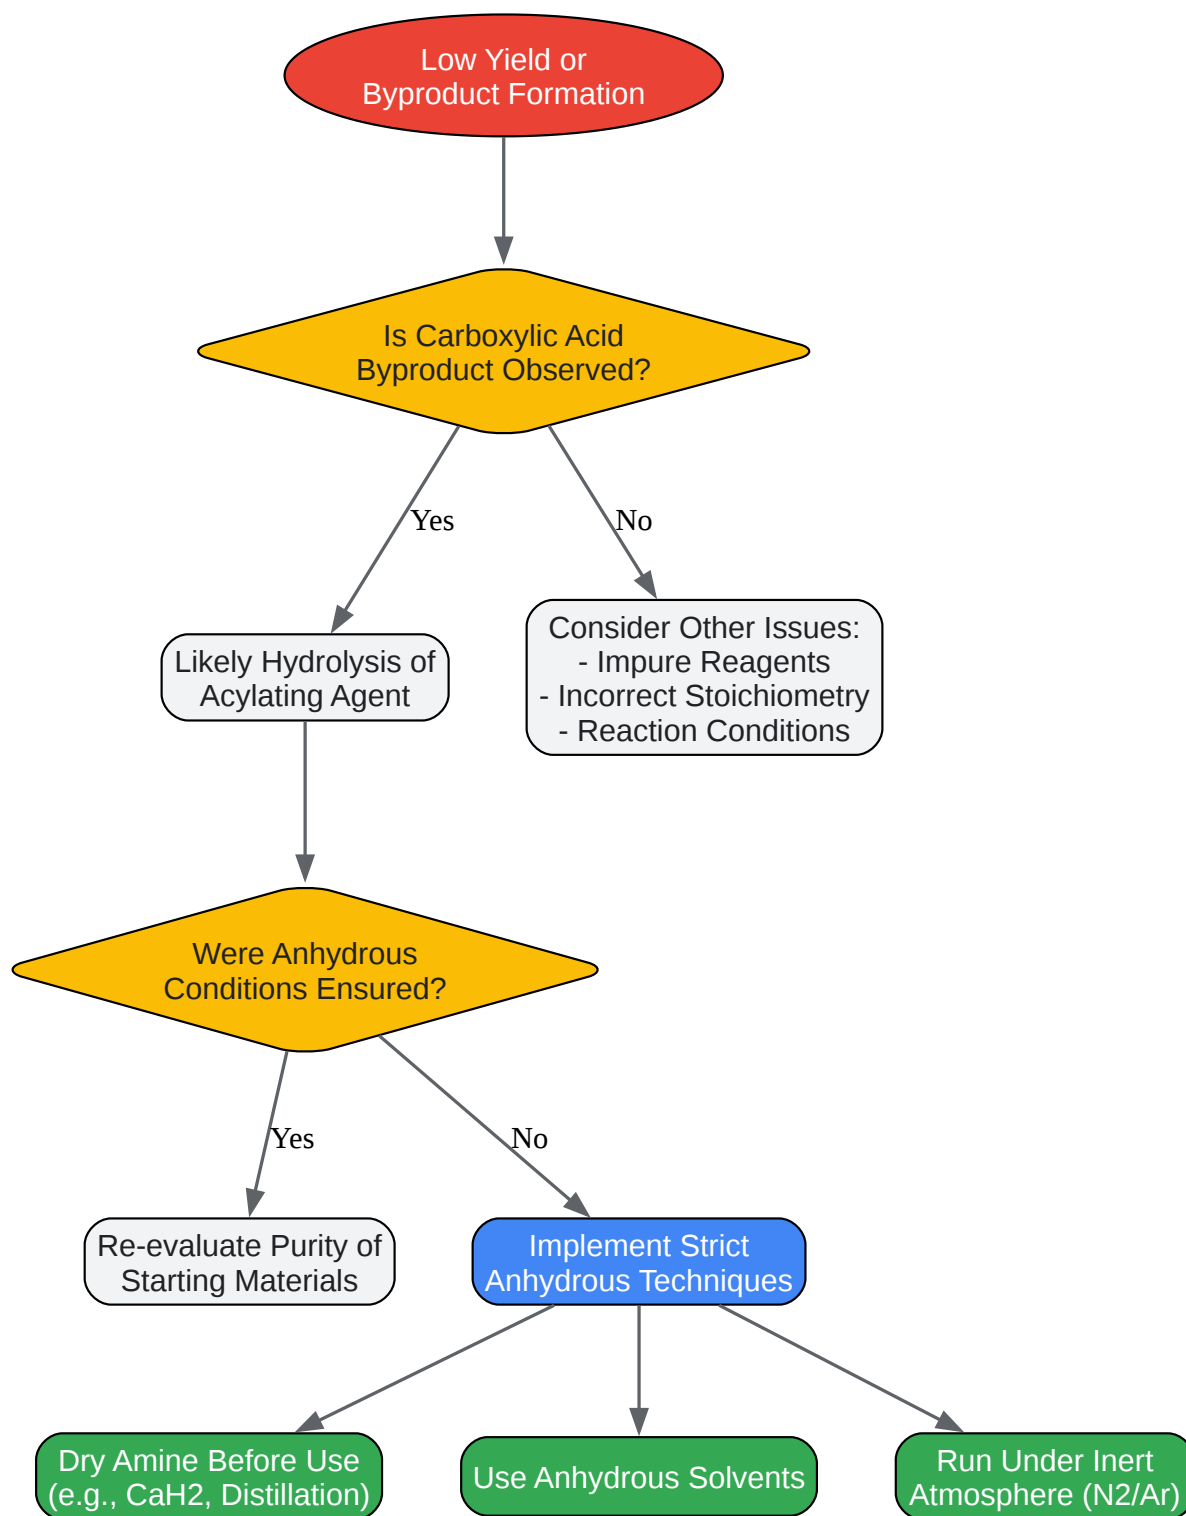 Low Yield or
Byproduct Formation
Is Carboxylic Acid
Byproduct Observed?
Yes
No
Likely Hydrolysis of
Acylating Agent
Consider Other Issues:
- Impure Reagents
- Incorrect Stoichiometry
- Reaction Conditions
Were Anhydrous
Conditions Ensured?
Yes
No
Re-evaluate Purity of
Starting Materials
Implement Strict
Anhydrous Techniques
Dry Amine Before Use
(e.g., CaH2, Distillation)
Use Anhydrous Solvents
Run Under Inert
Atmosphere (N2/Ar)